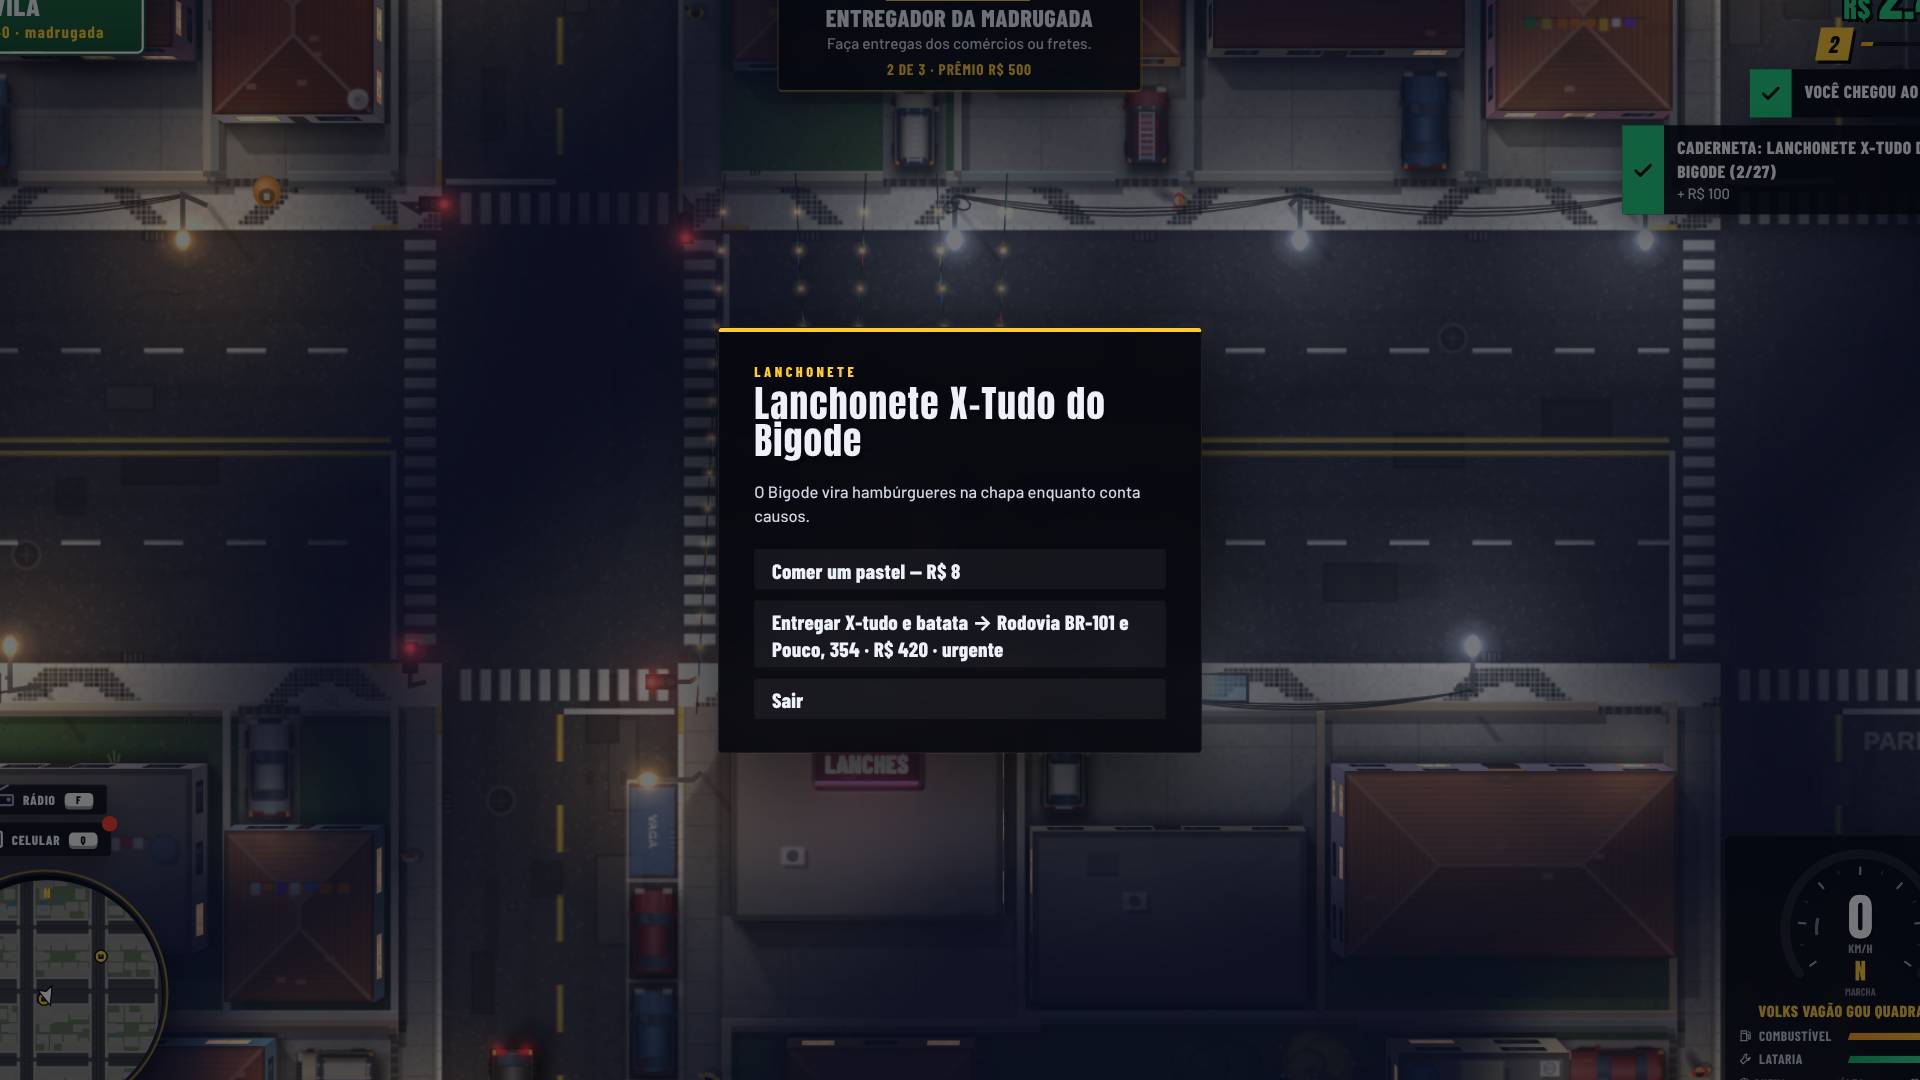 VILA
0 · madrugada
ENTREGADOR DA MADRUGADA
Faça entregas dos comércios ou fretes.
2 DE 3 · PRÊMIO R$ 500
R$ 2.
2
VOCÊ CHEGOU AO
CADERNETA: LANCHONETE X-TUDO D
BIGODE (2/27)
+ R$ 100
LANCHONETE
Lanchonete X-Tudo do
Bigode
O Bigode vira hambúrgueres na chapa enquanto conta
causos.
Comer um pastel — R$ 8
Entregar X-tudo e batata → Rodovia BR-101 e
Pouco, 354 · R$ 420 · urgente
Sair
LANCHES
VAGA
RÁDIO F
CELULAR Q
N
0
KM/H
N
MARCHA
VOLKS VAGÃO GOU QUADRA
COMBUSTÍVEL
LATARIA